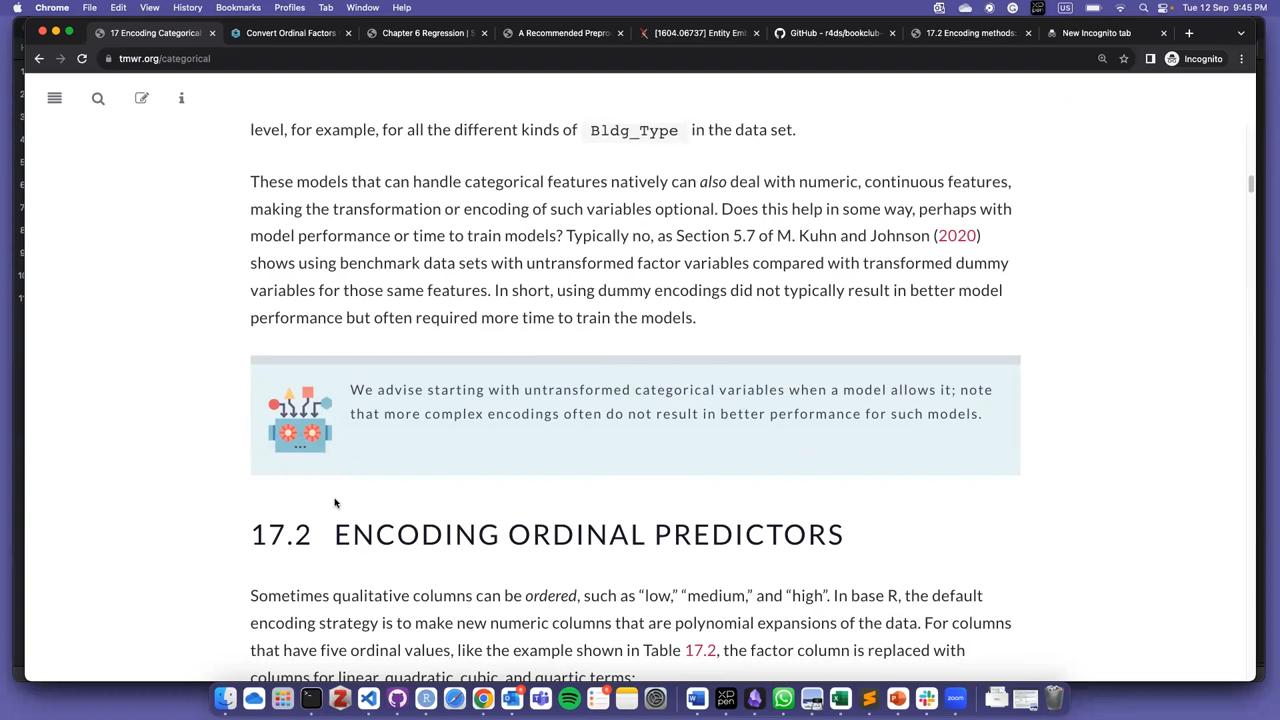 Chrome File Edit View History Bookmarks Profiles Tab Window Help US Tue 12 Sep 9:45 PM
17 Encoding Categorical Convert Ordinal Factors Chapter 6 Regression | S A Recommended Prepro [1604.06737] Entity Emb GitHub - r4ds/bookclub- 17.2 Encoding methods: New Incognito tab
tmwr.org/categorical Incognito
level, for example, for all the different kinds of Bldg_Type in the data set.
These models that can handle categorical features natively can also deal with numeric, continuous features,
making the transformation or encoding of such variables optional. Does this help in some way, perhaps with
model performance or time to train models? Typically no, as Section 5.7 of M. Kuhn and Johnson (2020)
shows using benchmark data sets with untransformed factor variables compared with transformed dummy
variables for those same features. In short, using dummy encodings did not typically result in better model
performance but often required more time to train the models.
We advise starting with untransformed categorical variables when a model allows it; note
that more complex encodings often do not result in better performance for such models.
17.2 ENCODING ORDINAL PREDICTORS
Sometimes qualitative columns can be ordered, such as “low,” “medium,” and “high”. In base R, the default
encoding strategy is to make new numeric columns that are polynomial expansions of the data. For columns
that have five ordinal values, like the example shown in Table 17.2, the factor column is replaced with
columns for linear, quadratic, cubic, and quartic terms: